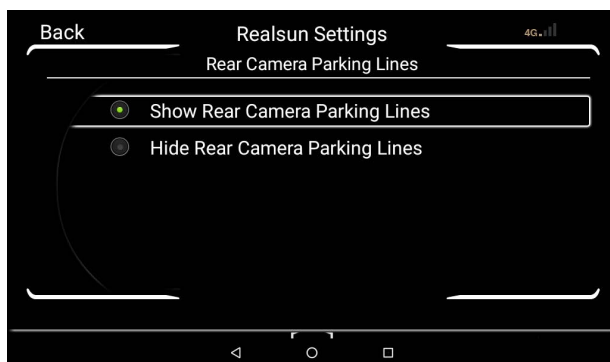 Back
Realsun Settings
4G
Rear Camera Parking Lines
Show Rear Camera Parking Lines
Hide Rear Camera Parking Lines